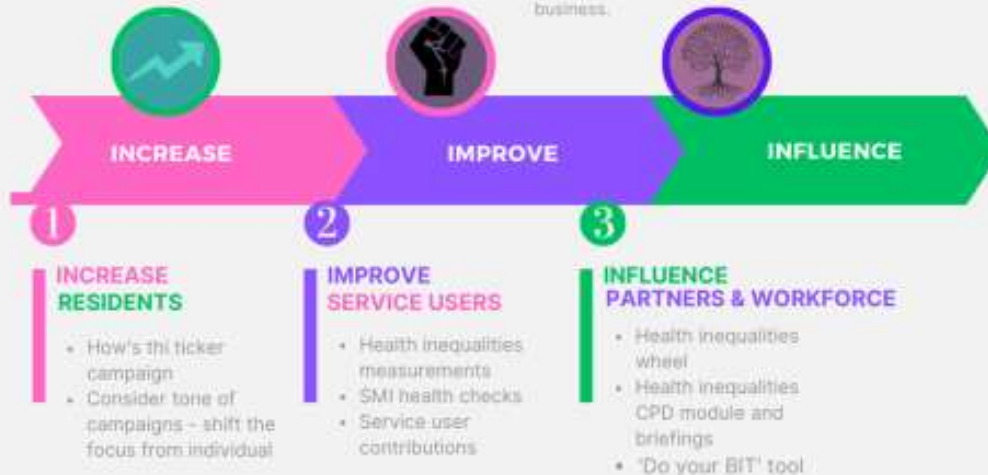 business.
INCREASE
IMPROVE
INFLUENCE
1
INCREASE
RESIDENTS
• How's thi ticker
campaign
• Consider tone of
campaigns - shift the
focus from individual
2
IMPROVE
SERVICE USERS
• Health inequalities
measurements
• SMI health checks
• Service user
contributions
3
INFLUENCE
PARTNERS & WORKFORCE
• Health inequalities
wheel
• Health inequalities
CPD module and
briefings
• 'Do your BIT' tool